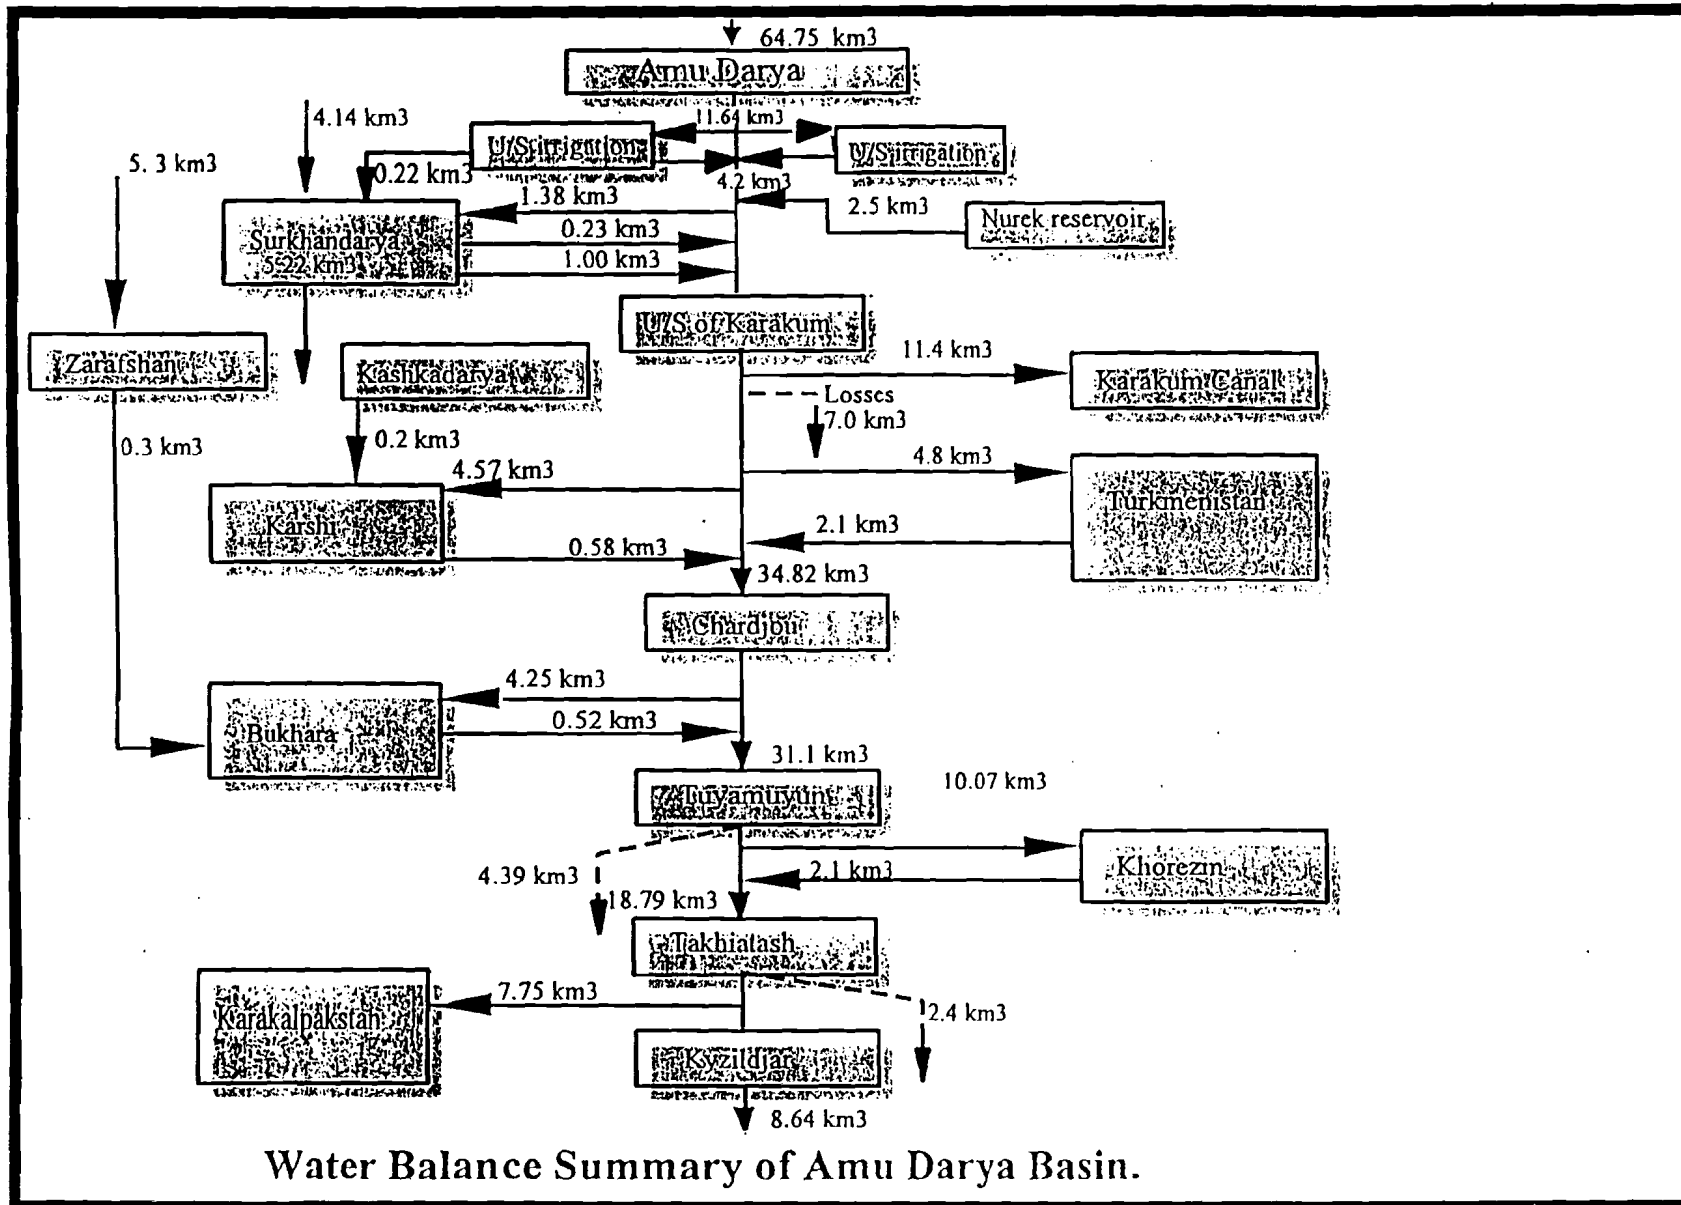 64.75 km3
Amu Darya
4.14 km3
11.64 km3
U/S irrigation
U/S irrigation
5. 3 km3
0.22 km3
4.2 km3
1.38 km3
2.5 km3
Nurek reservoir
Surkhandarya
5.22 km3
0.23 km3
1.00 km3
U/S of Karakum
Zarafshan
Kashkadarya
11.4 km3
Karakum Canal
Losses
7.0 km3
0.3 km3
0.2 km3
4.57 km3
4.8 km3
Karshi
Turkmenistan
2.1 km3
0.58 km3
34.82 km3
Chardjou
4.25 km3
0.52 km3
Bukhara
31.1 km3
Tuyamuyun
10.07 km3
4.39 km3
2.1 km3
Khorezm
18.79 km3
Takhiatash
7.75 km3
2.4 km3
Karakalpakstan
Kyzildjar
8.64 km3
Water Balance Summary of Amu Darya Basin.